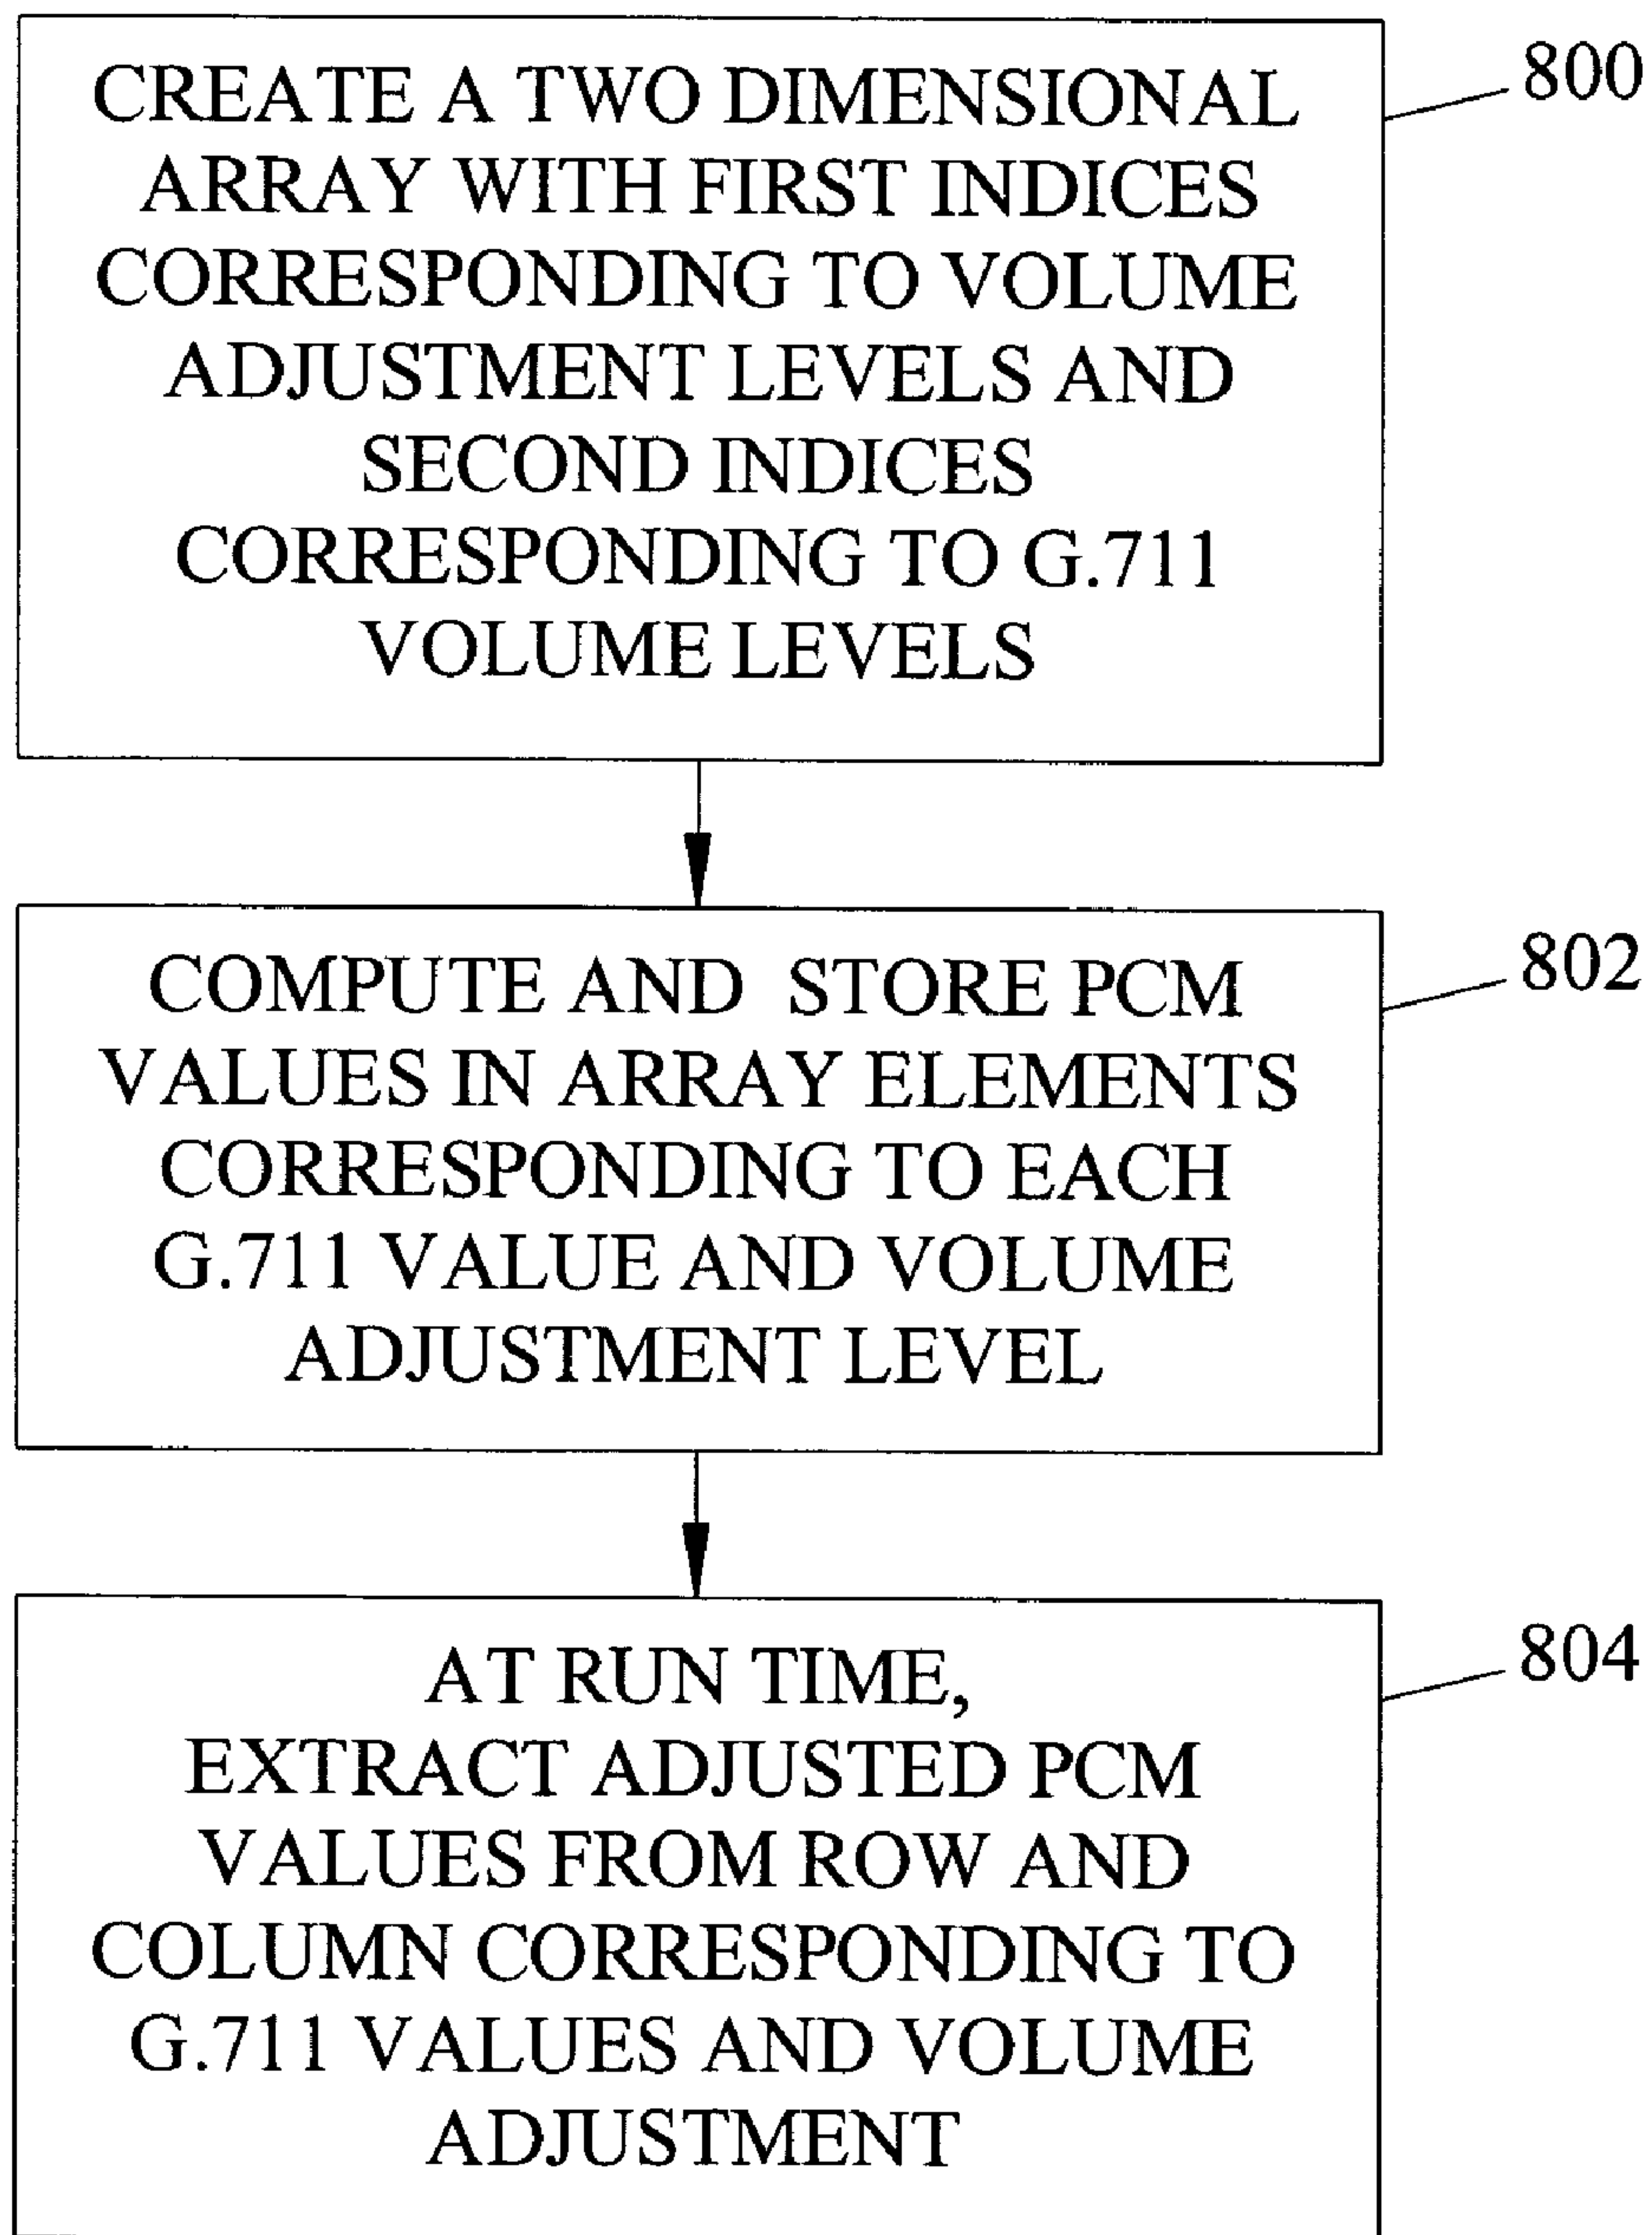 CREATE A TWO DIMENSIONAL
ARRAY WITH FIRST INDICES
CORRESPONDING TO VOLUME
ADJUSTMENT LEVELS AND
SECOND INDICES
CORRESPONDING TO G.711
VOLUME LEVELS
800
COMPUTE AND STORE PCM
VALUES IN ARRAY ELEMENTS
CORRESPONDING TO EACH
G.711 VALUE AND VOLUME
ADJUSTMENT LEVEL
802
AT RUN TIME,
EXTRACT ADJUSTED PCM
VALUES FROM ROW AND
COLUMN CORRESPONDING TO
G.711 VALUES AND VOLUME
ADJUSTMENT
804